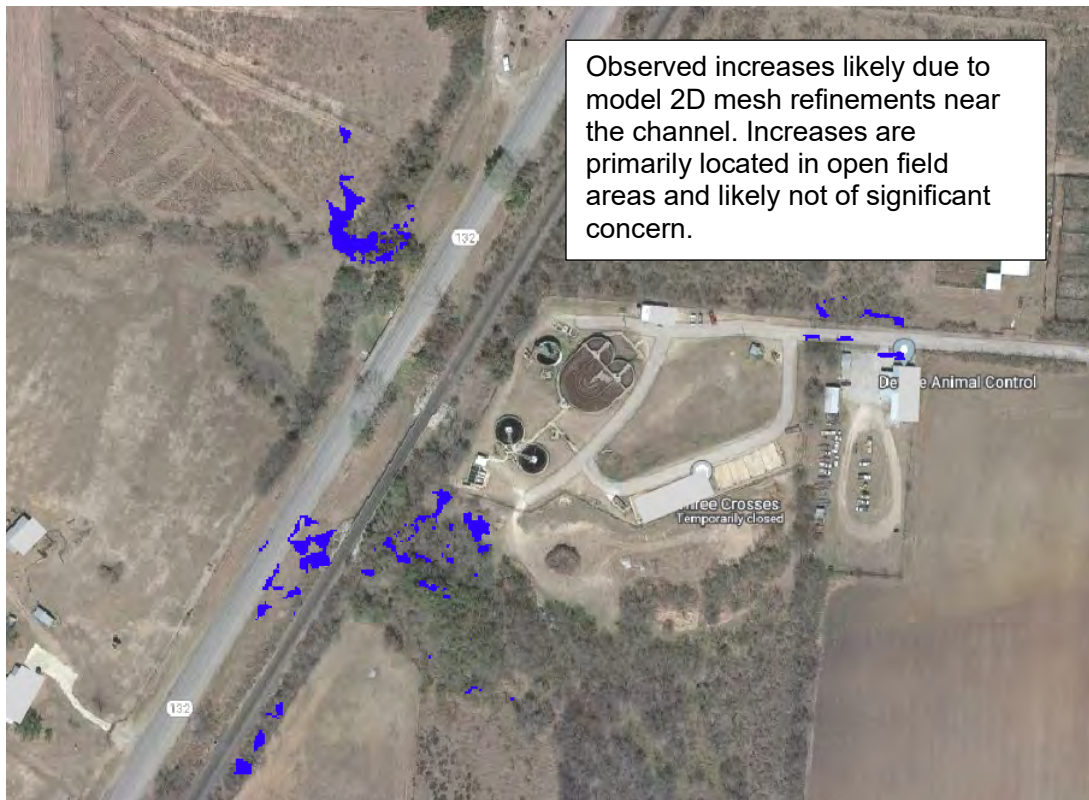 Observed increases likely due to
model 2D mesh refinements near
the channel. Increases are
primarily located in open field
areas and likely not of significant
concern.
132
Animal Control
Three Crosses
Temporarily closed
132